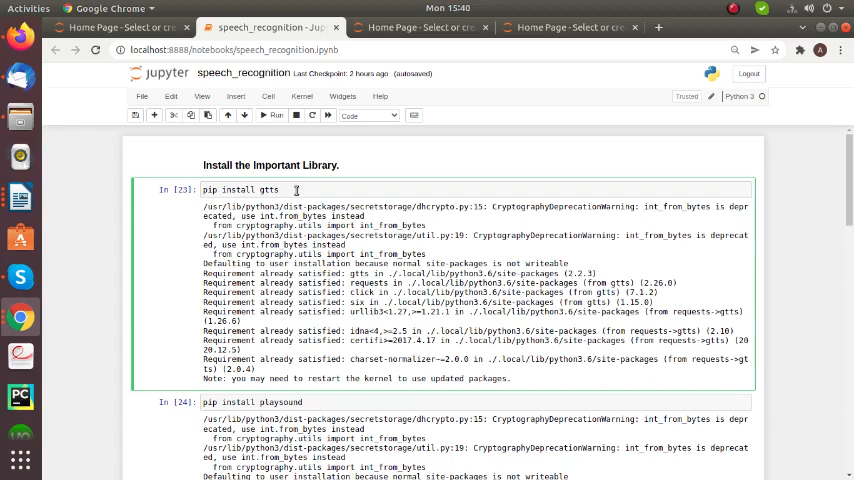 Activities
Google Chrome
Mon 15:40
Home Page - Select or cre
speech_recognition - Jup
Home Page - Select or cre
Home Page - Select or cre
localhost:8888/notebooks/speech_recognition.ipynb
A
jupyter speech_recognition Last Checkpoint: 2 hours ago (autosaved)
Logout
File Edit View Insert Cell Kernel Widgets Help
Trusted
Python 3
Run
Code
Install the Important Library.
In [23]: pip install gtts
/usr/lib/python3/dist-packages/secretstorage/dhcrypto.py:15: CryptographyDeprecationWarning: int_from_bytes is depr
ecated, use int.from_bytes instead
from cryptography.utils import int_from_bytes
/usr/lib/python3/dist-packages/secretstorage/util.py:19: CryptographyDeprecationWarning: int_from_bytes is deprecat
ed, use int.from_bytes instead
from cryptography.utils import int_from_bytes
Defaulting to user installation because normal site-packages is not writeable
Requirement already satisfied: gtts in ./.local/lib/python3.6/site-packages (2.2.3)
Requirement already satisfied: requests in ./.local/lib/python3.6/site-packages (from gtts) (2.26.0)
Requirement already satisfied: click in ./.local/lib/python3.6/site-packages (from gtts) (7.1.2)
Requirement already satisfied: six in ./.local/lib/python3.6/site-packages (from gtts) (1.15.0)
Requirement already satisfied: urllib3<1.27,>=1.21.1 in ./.local/lib/python3.6/site-packages (from requests->gtts)
(1.26.6)
Requirement already satisfied: idna<4,>=2.5 in ./.local/lib/python3.6/site-packages (from requests->gtts) (2.10)
Requirement already satisfied: certifi>=2017.4.17 in ./.local/lib/python3.6/site-packages (from requests->gtts) (20
20.12.5)
Requirement already satisfied: charset-normalizer~=2.0.0 in ./.local/lib/python3.6/site-packages (from requests->gt
ts) (2.0.4)
Note: you may need to restart the kernel to use updated packages.
In [24]: pip install playsound
/usr/lib/python3/dist-packages/secretstorage/dhcrypto.py:15: CryptographyDeprecationWarning: int_from_bytes is depr
ecated, use int.from_bytes instead
from cryptography.utils import int_from_bytes
/usr/lib/python3/dist-packages/secretstorage/util.py:19: CryptographyDeprecationWarning: int_from_bytes is deprecat
ed, use int.from_bytes instead
from cryptography.utils import int_from_bytes
Defaulting to user installation because normal site-packages is not writeable
PC